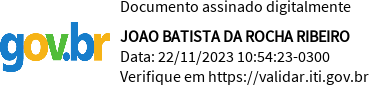 Documento assinado digitalmente
gov.br
JOAO BATISTA DA ROCHA RIBEIRO
Data: 22/11/2023 10:54:23-0300
Verifique em https://validar.iti.gov.br